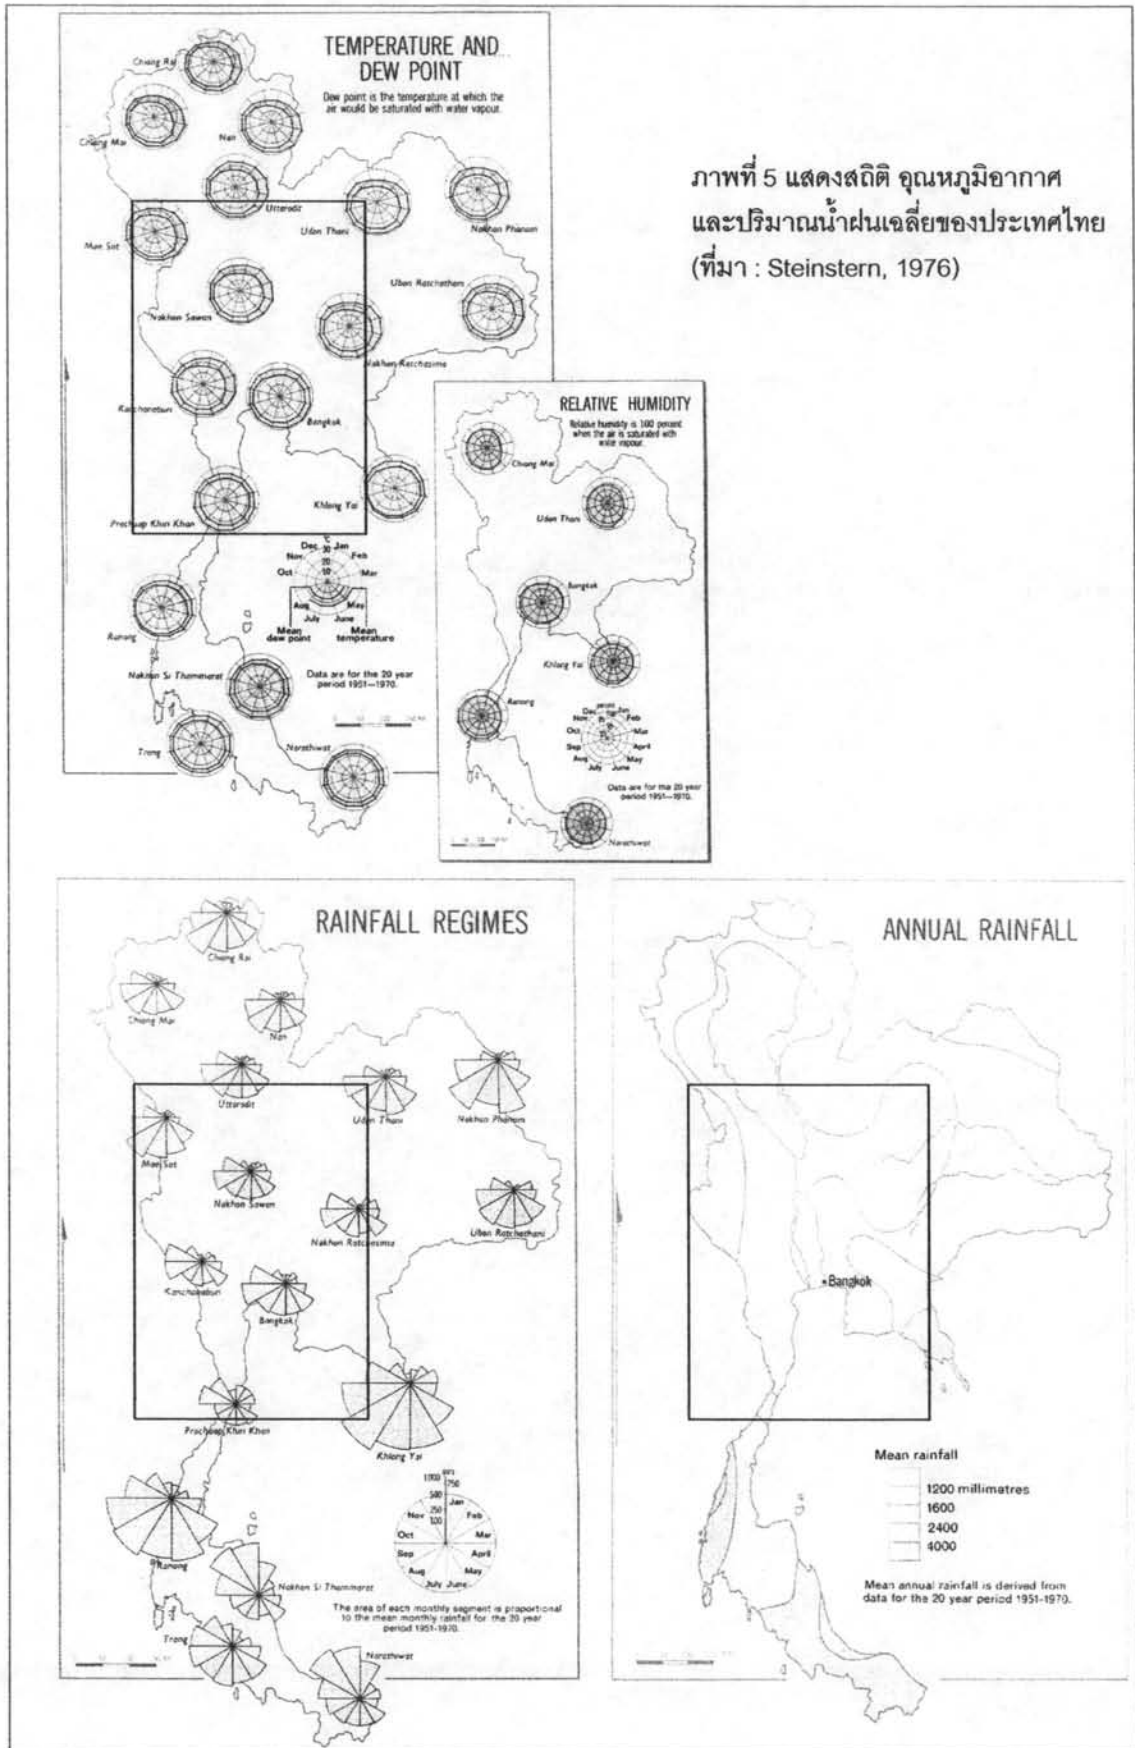 TEMPERATURE AND
DEW POINT
Dew point is the temperature at which the
air would be saturated with water vapour.
Chiang Rai
Chiang Mai
Nan
Uttaradit
Udon Thani
Nakhon Phanom
Mae Sot
Nakhon Sawan
Ubon Ratchathani
Nakhon Ratchasima
Kanchanaburi
Bangkok
Prachuap Khiri Khan
Khlong Yai
Ranong
Nakhon Si Thammarat
Trang
Narathiwat
°C
Dec 30 Jan
Nov 20 Feb
Oct 10 Mar
Aug May
July June
Mean
dew point
Mean
temperature
Data are for the 20 year
period 1951—1970.
ภาพที่ 5 แสดงสถิติ อุณหภูมิอากาศ
และปริมาณน้ำฝนเฉลี่ยของประเทศไทย
(ที่มา : Steinstern, 1976)
RELATIVE HUMIDITY
Relative humidity is 100 percent
when the air is saturated with
water vapour.
Chiang Mai
Udon Thani
Bangkok
Khlong Yai
Ranong
Narathiwat
Dec Jan
Nov Feb
Oct Mar
Sep April
Aug May
July June
Data are for the 20 year
period 1951—1970.
RAINFALL REGIMES
Chiang Rai
Chiang Mai
Nan
Uttaradit
Udon Thani
Nakhon Phanom
Mae Sot
Nakhon Sawan
Nakhon Ratchasima
Ubon Ratchathani
Kanchanaburi
Bangkok
Prachuap Khiri Khan
Khlong Yai
Ranong
Nakhon Si Thammarat
Trang
Narathiwat
1000 750
500 Jan
Nov 250 Feb
100
Oct Mar
Sep April
Aug May
July June
The area of each monthly segment is proportional
to the mean monthly rainfall for the 20 year
period 1951-1970.
ANNUAL RAINFALL
Bangkok
Mean rainfall
1200 millimetres
1600
2400
4000
Mean annual rainfall is derived from
data for the 20 year period 1951-1970.